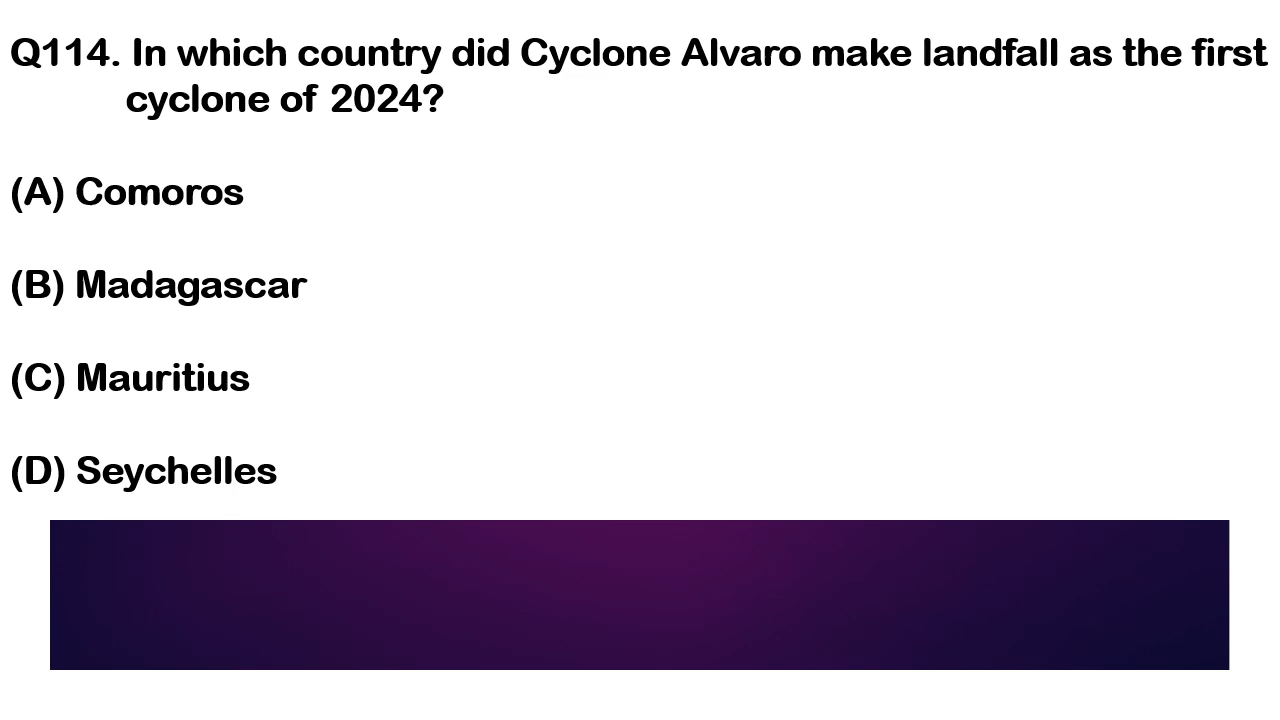 Q114. In which country did Cyclone Alvaro make landfall as the first
cyclone of 2024?
(A) Comoros
(B) Madagascar
(C) Mauritius
(D) Seychelles